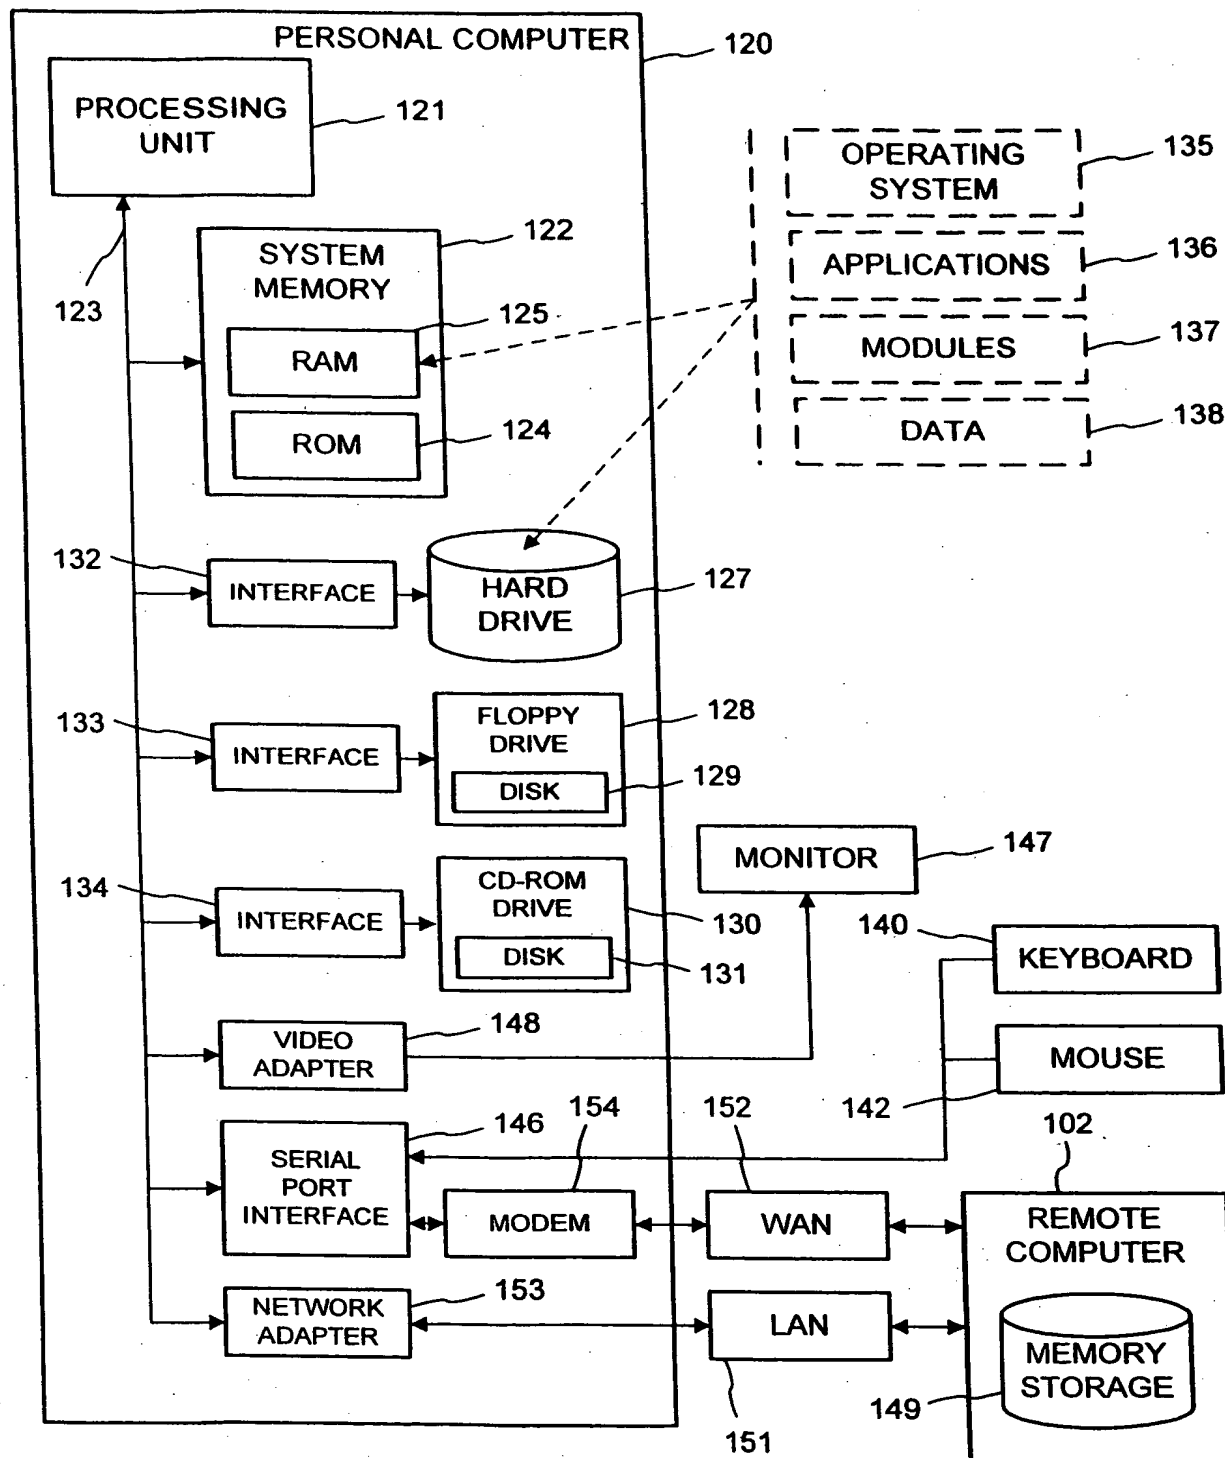 PERSONAL COMPUTER
120
PROCESSING
UNIT
121
123
SYSTEM
MEMORY
122
RAM
125
ROM
124
OPERATING
SYSTEM
135
APPLICATIONS
136
MODULES
137
DATA
138
132
INTERFACE
HARD
DRIVE
127
133
INTERFACE
FLOPPY
DRIVE
128
DISK
129
134
INTERFACE
CD-ROM
DRIVE
130
DISK
131
MONITOR
147
140
KEYBOARD
MOUSE
142
VIDEO
ADAPTER
148
146
SERIAL
PORT
INTERFACE
154
MODEM
152
WAN
102
REMOTE
COMPUTER
NETWORK
ADAPTER
153
LAN
151
MEMORY
STORAGE
149